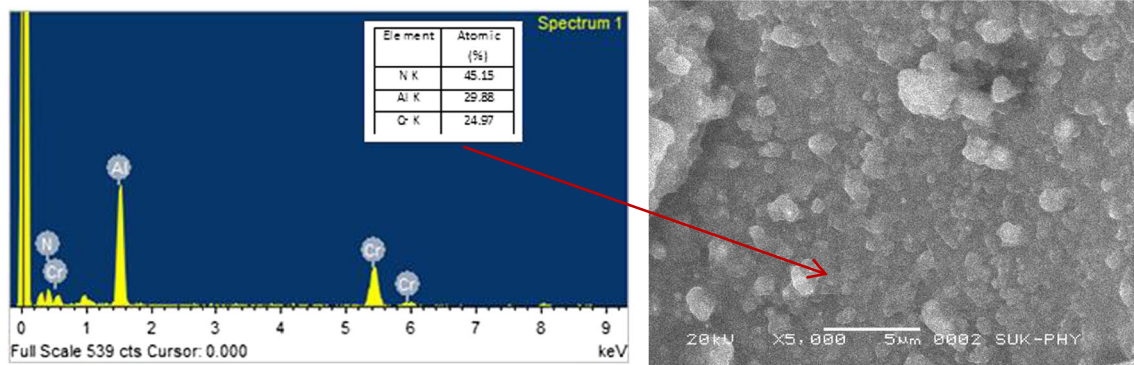 Spectrum 1
Element Atomic
(%)
N K 45.15
Al K 29.88
Cr K 24.97
Al
N
Cr
Cr
Cr
0 1 2 3 4 5 6 7 8 9
Full Scale 539 cts Cursor: 0.000 keV
20kV X5,000 5µm 0002 SUK-PHY